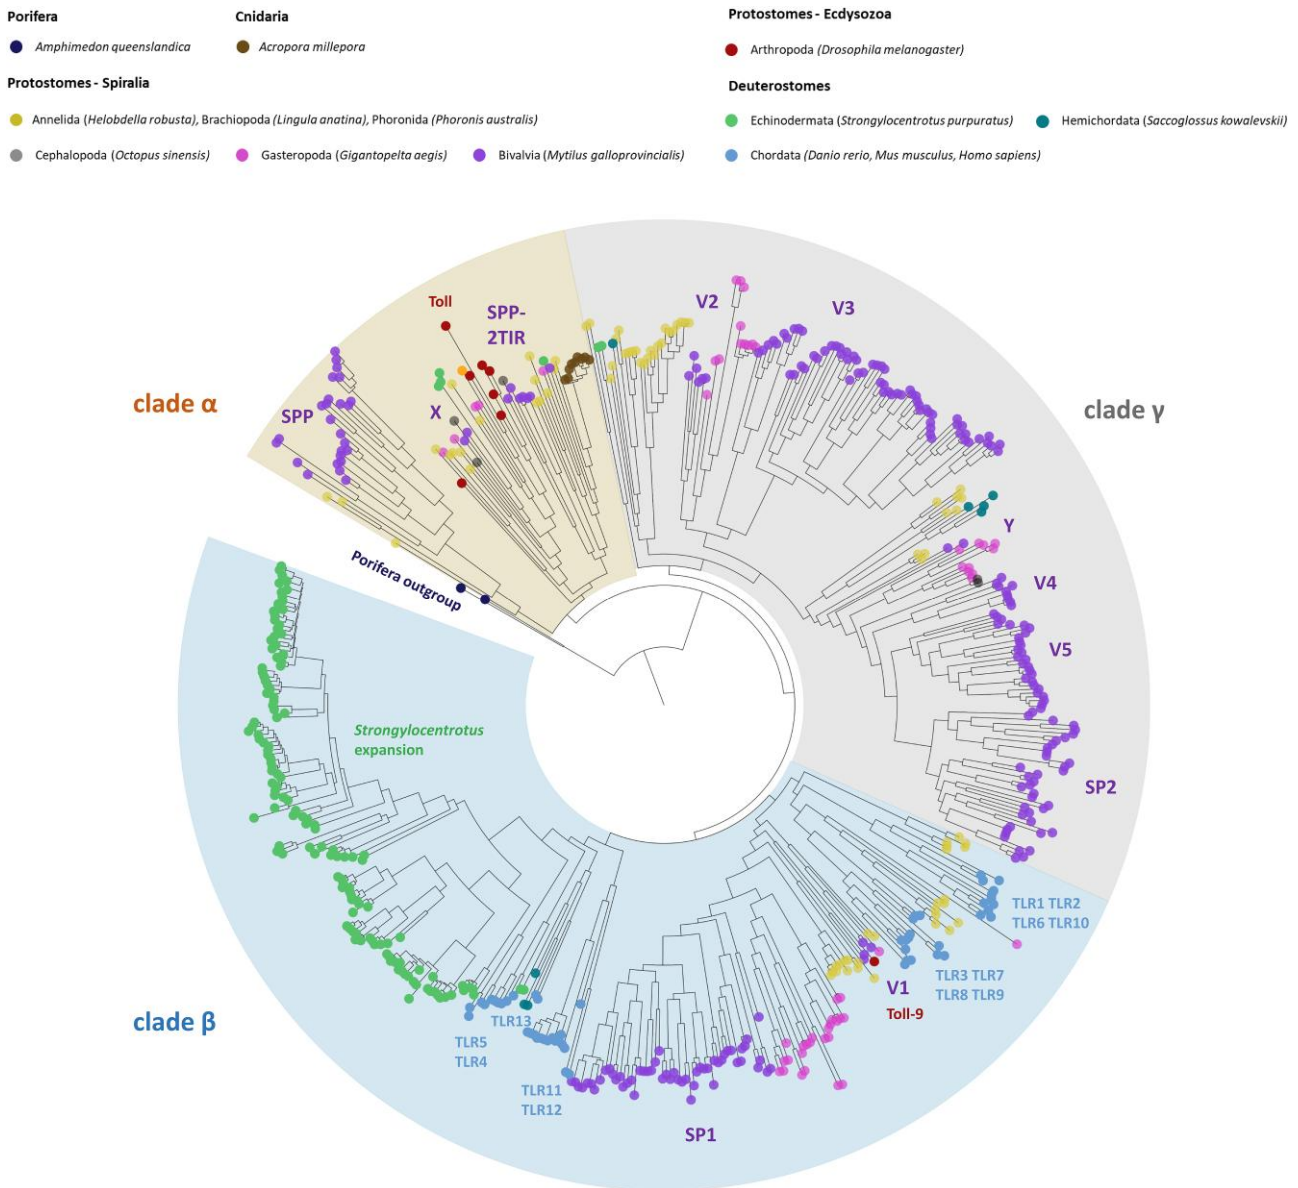 Porifera
Cnidaria
Protostomes - Ecdysozoa
Amphimedon queenslandica
Acropora millepora
Arthropoda (Drosophila melanogaster)
Protostomes - Spiralia
Deuterostomes
Annelida (Helobdella robusta), Brachiopoda (Lingula anatina), Phoronida (Phoronis australis)
Echinodermata (Strongylocentrotus purpuratus)
Hemichordata (Saccoglossus kowalevskii)
Cephalopoda (Octopus sinensis)
Gasteropoda (Gigantopelta aegis)
Bivalvia (Mytilus galloprovincialis)
Chordata (Danio rerio, Mus musculus, Homo sapiens)
Toll
SPP-
2TIR
V2
V3
clade α
SPP
X
clade γ
Y
Porifera outgroup
V4
V5
Strongylocentrotus
expansion
SP2
TLR1 TLR2
TLR6 TLR10
TLR3 TLR7
TLR8 TLR9
V1
Toll-9
clade β
TLR13
TLR5
TLR4
TLR11
TLR12
SP1